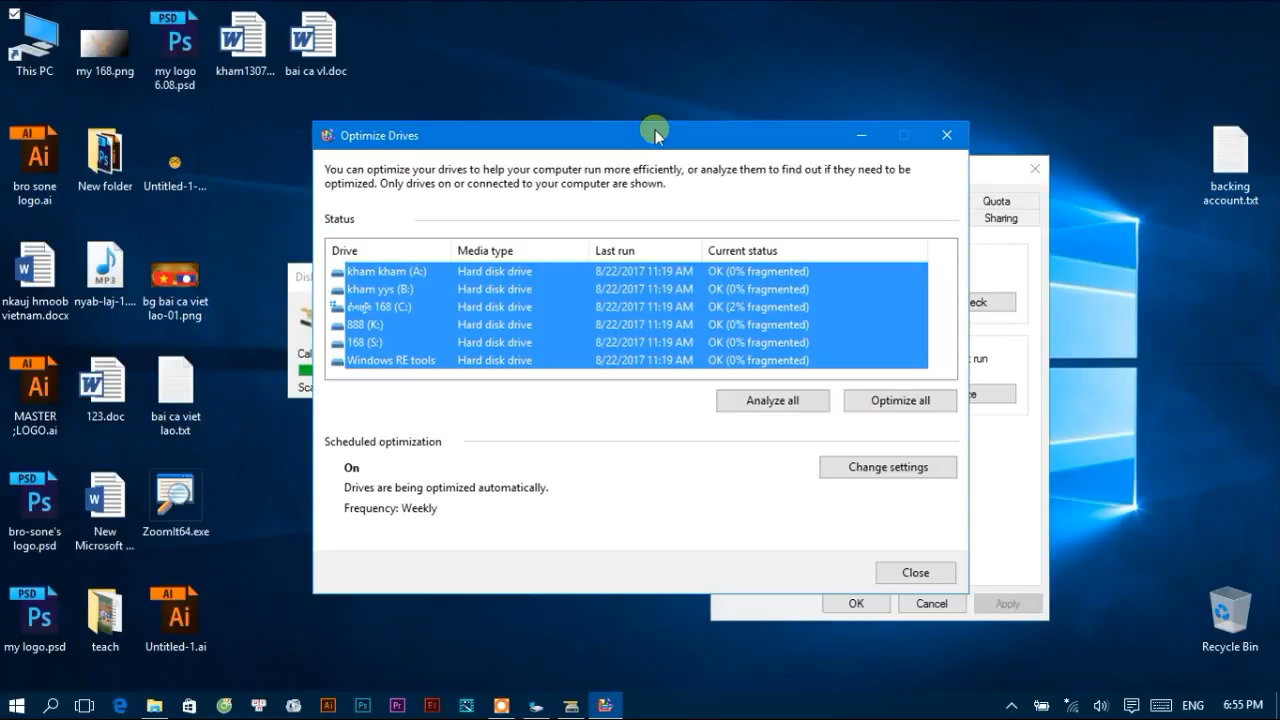 This PC
my 168.png
my logo
6.08.psd
kham1307...
bai ca vl.doc
bro sone
logo.ai
New folder
Untitled-1-...
nkauj hmoob
vietnam.docx
nyab-laj-1....
bg bai ca viet
lao-01.png
MASTER
;LOGO.ai
123.doc
bai ca viet
lao.txt
bro-sone's
logo.psd
New
Microsoft ...
ZoomIt64.exe
my logo.psd
teach
Untitled-1.ai
backing
account.txt
Recycle Bin
Optimize Drives
You can optimize your drives to help your computer run more efficiently, or analyze them to find out if they need to be
optimized. Only drives on or connected to your computer are shown.
Status
Drive Media type Last run Current status
kham kham (A:) Hard disk drive 8/22/2017 11:19 AM OK (0% fragmented)
kham yys (B:) Hard disk drive 8/22/2017 11:19 AM OK (0% fragmented)
168 (C:) Hard disk drive 8/22/2017 11:19 AM OK (2% fragmented)
888 (K:) Hard disk drive 8/22/2017 11:19 AM OK (0% fragmented)
168 (S:) Hard disk drive 8/22/2017 11:19 AM OK (0% fragmented)
Windows RE tools Hard disk drive 8/22/2017 11:19 AM OK (0% fragmented)
Analyze all
Optimize all
Scheduled optimization
On
Drives are being optimized automatically.
Frequency: Weekly
Change settings
Close
Quota
Sharing
eck
t run
ze
OK
Cancel
Apply
Dis
Cal
Sca
ENG
6:55 PM